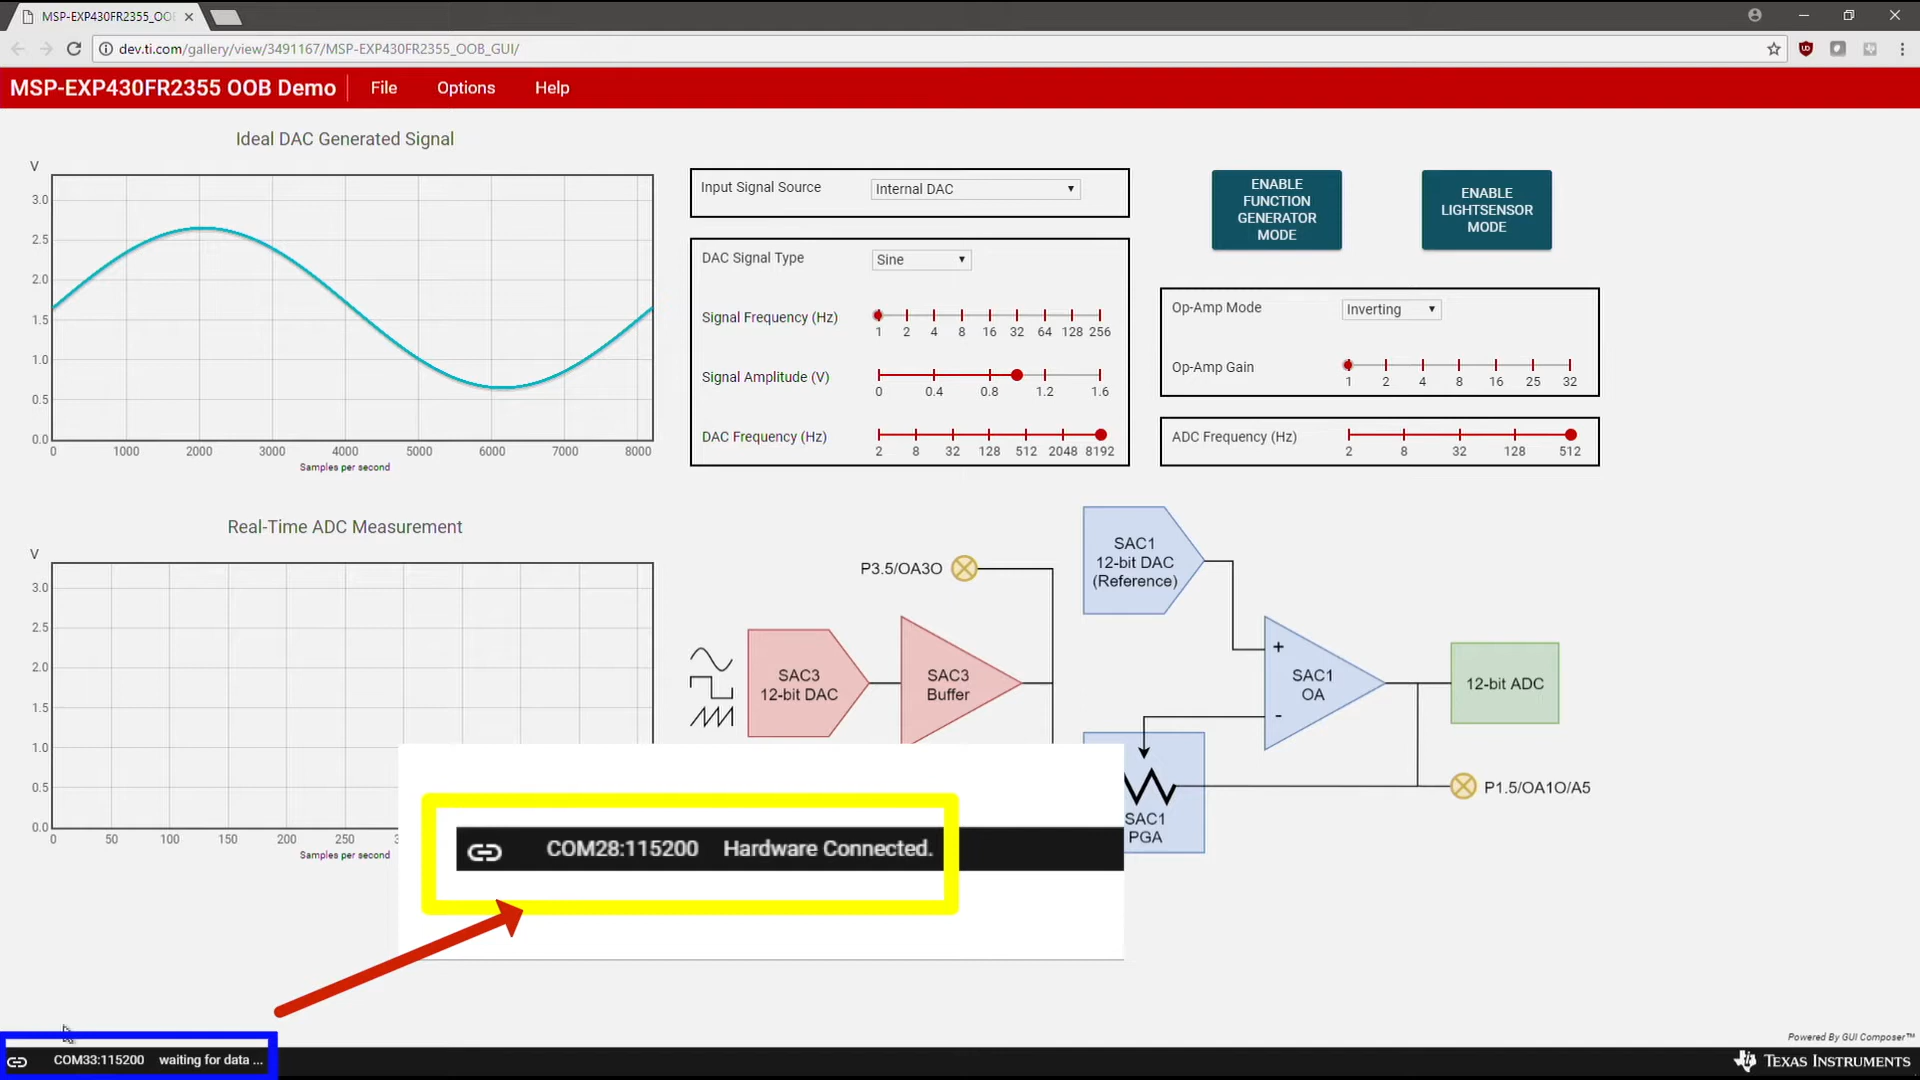 MSP-EXP430FR2355_OO
dev.ti.com/gallery/view/3491167/MSP-EXP430FR2355_OOB_GUI/
MSP-EXP430FR2355 OOB Demo File Options Help
Ideal DAC Generated Signal
V
3.0
2.5
2.0
1.5
1.0
0.5
0.0
0 1000 2000 3000 4000 5000 6000 7000 8000
Samples per second
Input Signal Source Internal DAC
DAC Signal Type Sine
Signal Frequency (Hz)
1 2 4 8 16 32 64 128 256
Signal Amplitude (V)
0 0.4 0.8 1.2 1.6
DAC Frequency (Hz)
2 8 32 128 512 2048 8192
ENABLE
FUNCTION
GENERATOR
MODE
ENABLE
LIGHTSENSOR
MODE
Op-Amp Mode Inverting
Op-Amp Gain
1 2 4 8 16 25 32
ADC Frequency (Hz)
2 8 32 128 512
Real-Time ADC Measurement
V
3.0
2.5
2.0
1.5
1.0
0.5
0.0
0 50 100 150 200 250
Samples per second
P3.5/OA3O
SAC3
12-bit DAC
SAC3
Buffer
SAC1
12-bit DAC
(Reference)
+
SAC1
OA
-
12-bit ADC
SAC1
PGA
P1.5/OA1O/A5
COM28:115200 Hardware Connected.
Powered By GUI Composer™
COM33:115200 waiting for data ...
TEXAS INSTRUMENTS